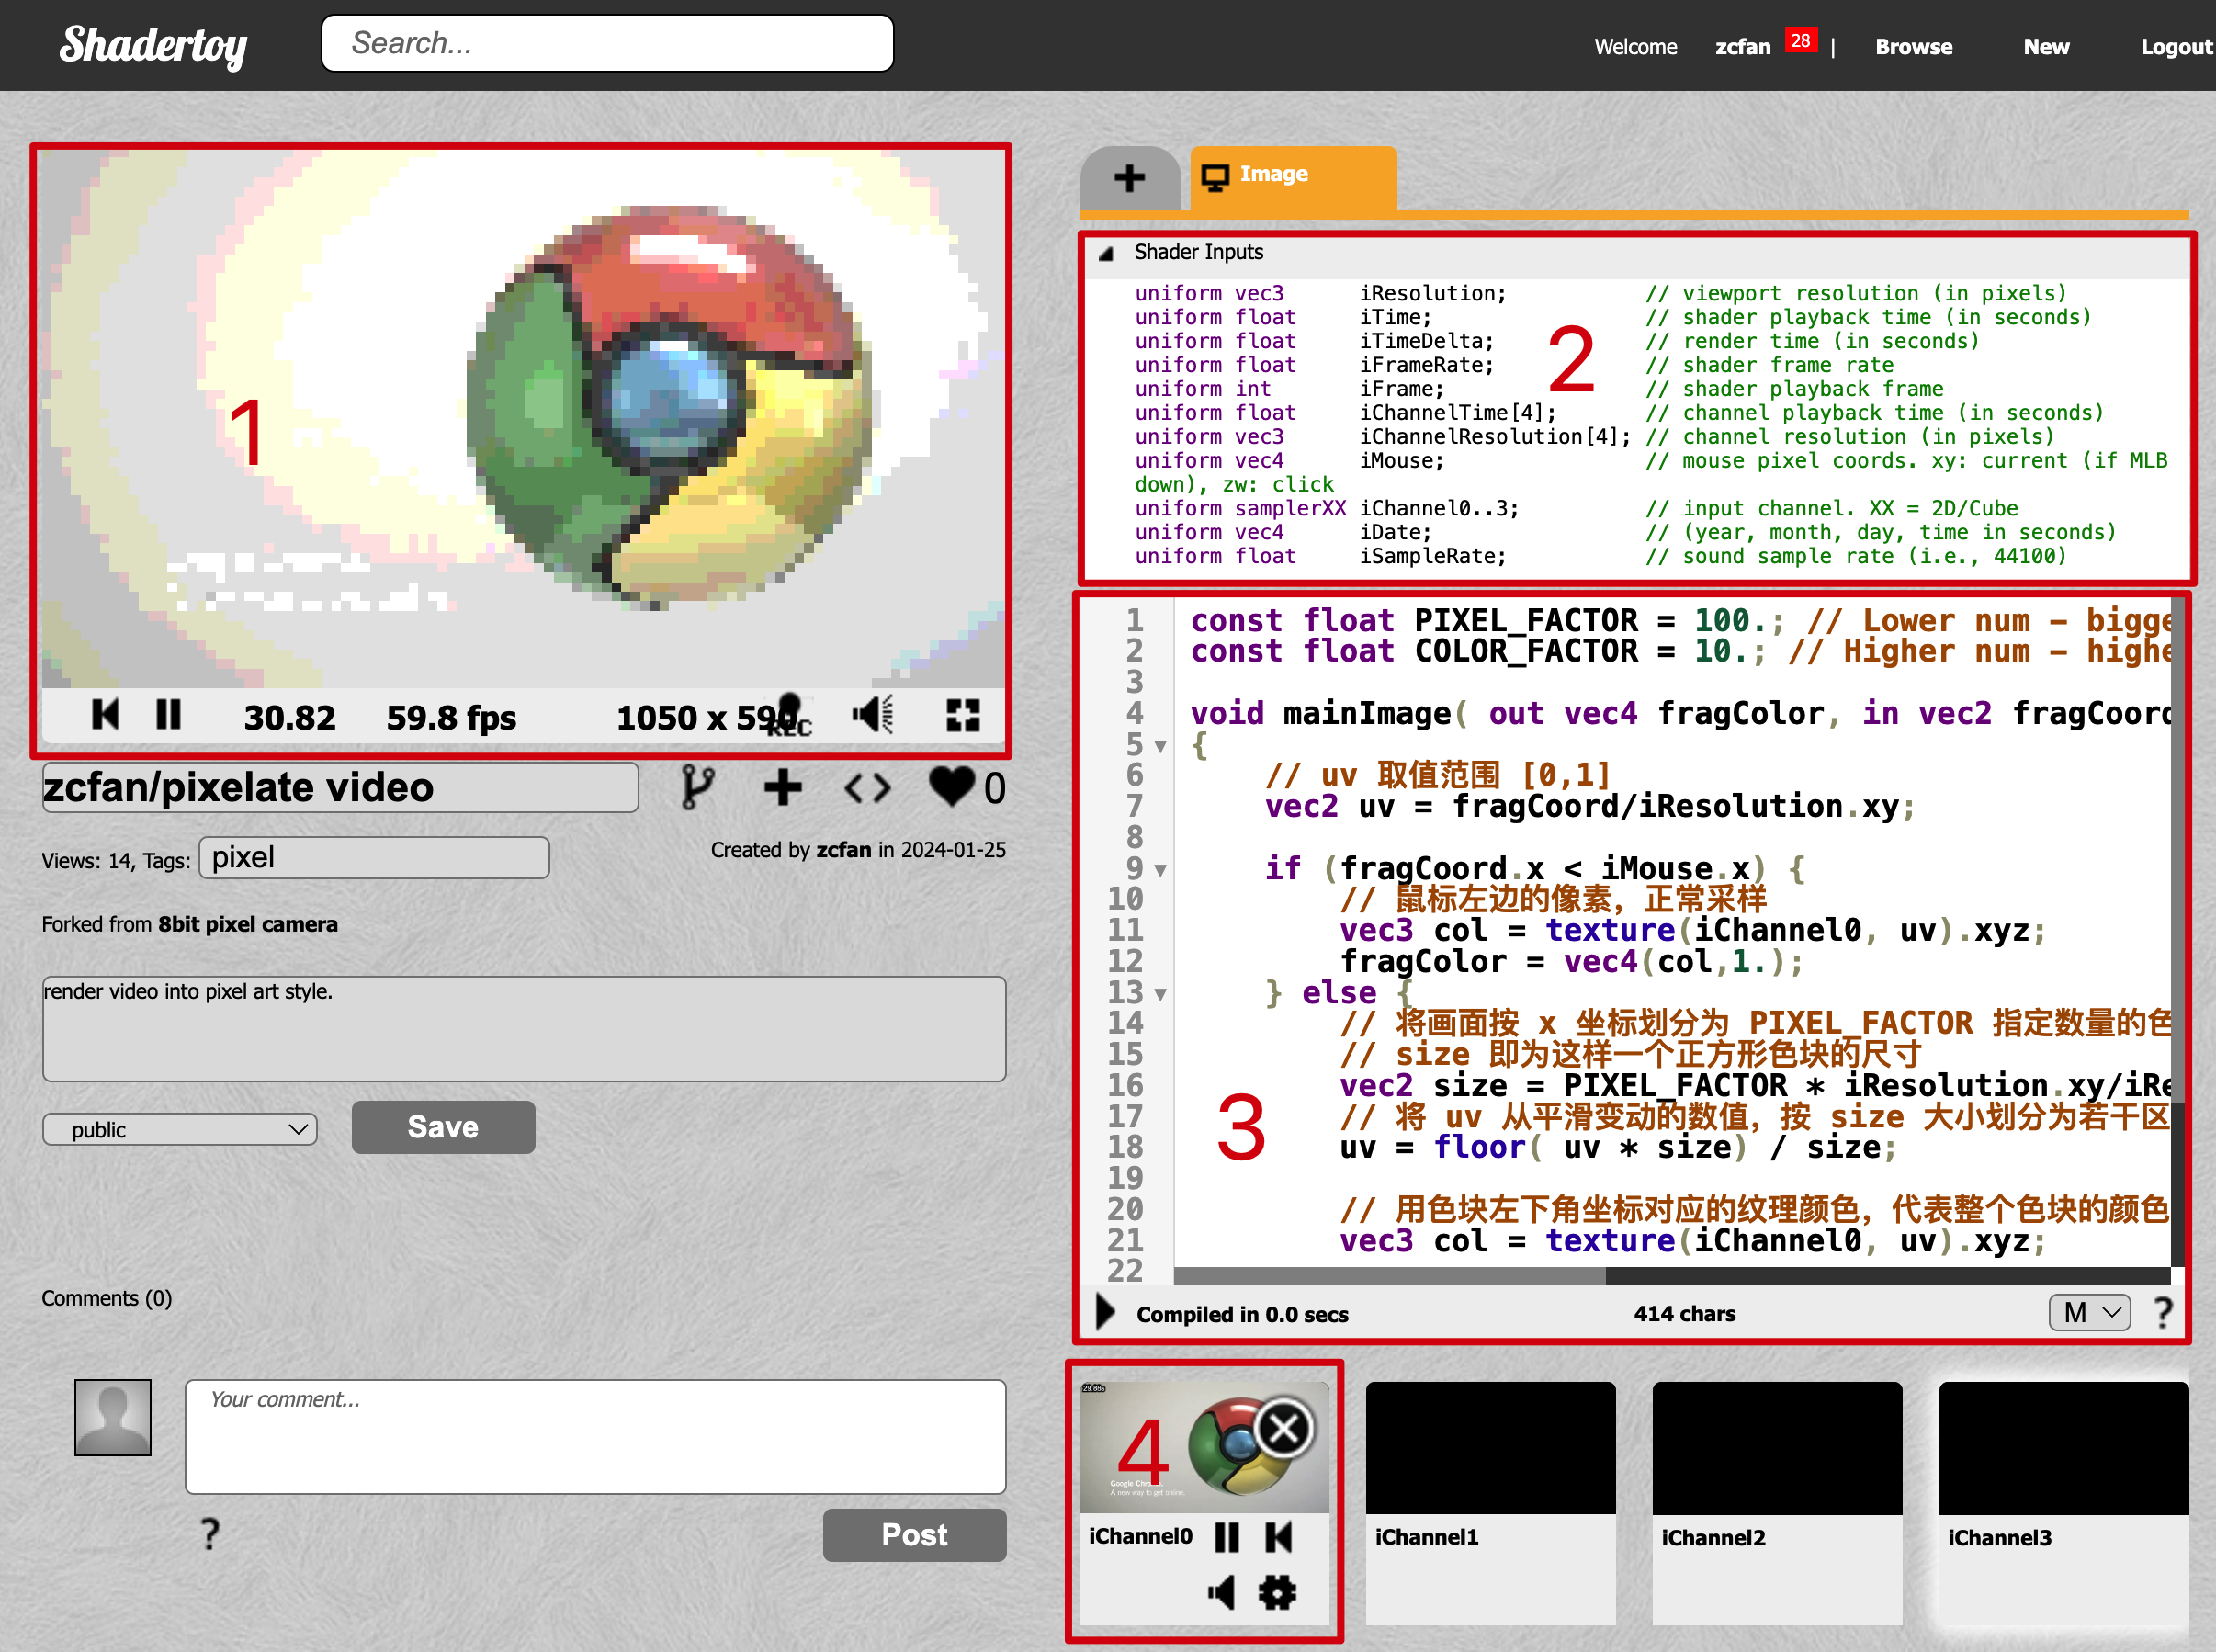 Shadertoy
Search...
Welcome zcfan 28 | Browse New Logout
1
30.82 59.8 fps 1050 x 590 REC
zcfan/pixelate video
0
Views: 14, Tags: pixel
Created by zcfan in 2024-01-25
Forked from 8bit pixel camera
render video into pixel art style.
public
Save
Comments (0)
Your comment...
?
Post
+ Image
Shader Inputs
uniform vec3 iResolution; // viewport resolution (in pixels)
uniform float iTime; // shader playback time (in seconds)
uniform float iTimeDelta; // render time (in seconds)
uniform float iFrameRate; // shader frame rate
uniform int iFrame; // shader playback frame
uniform float iChannelTime[4]; // channel playback time (in seconds)
uniform vec3 iChannelResolution[4]; // channel resolution (in pixels)
uniform vec4 iMouse; // mouse pixel coords. xy: current (if MLB
down), zw: click
uniform samplerXX iChannel0..3; // input channel. XX = 2D/Cube
uniform vec4 iDate; // (year, month, day, time in seconds)
uniform float iSampleRate; // sound sample rate (i.e., 44100)
2
1 const float PIXEL_FACTOR = 100.; // Lower num - bigge
2 const float COLOR_FACTOR = 10.; // Higher num - highe
3
4 void mainImage( out vec4 fragColor, in vec2 fragCoord
5 {
6 // uv 取值范围 [0,1]
7 vec2 uv = fragCoord/iResolution.xy;
8
9 if (fragCoord.x < iMouse.x) {
10 // 鼠标左边的像素，正常采样
11 vec3 col = texture(iChannel0, uv).xyz;
12 fragColor = vec4(col,1.);
13 } else {
14 // 将画面按 x 坐标划分为 PIXEL_FACTOR 指定数量的色
15 // size 即为这样一个正方形色块的尺寸
16 vec2 size = PIXEL_FACTOR * iResolution.xy/iRe
17 // 将 uv 从平滑变动的数值，按 size 大小划分为若干区
18 uv = floor( uv * size) / size;
19
20 // 用色块左下角坐标对应的纹理颜色，代表整个色块的颜色
21 vec3 col = texture(iChannel0, uv).xyz;
22
3
Compiled in 0.0 secs 414 chars M ?
29.88s
4
Google Chrome
A new way to get online.
iChannel0
iChannel1
iChannel2
iChannel3